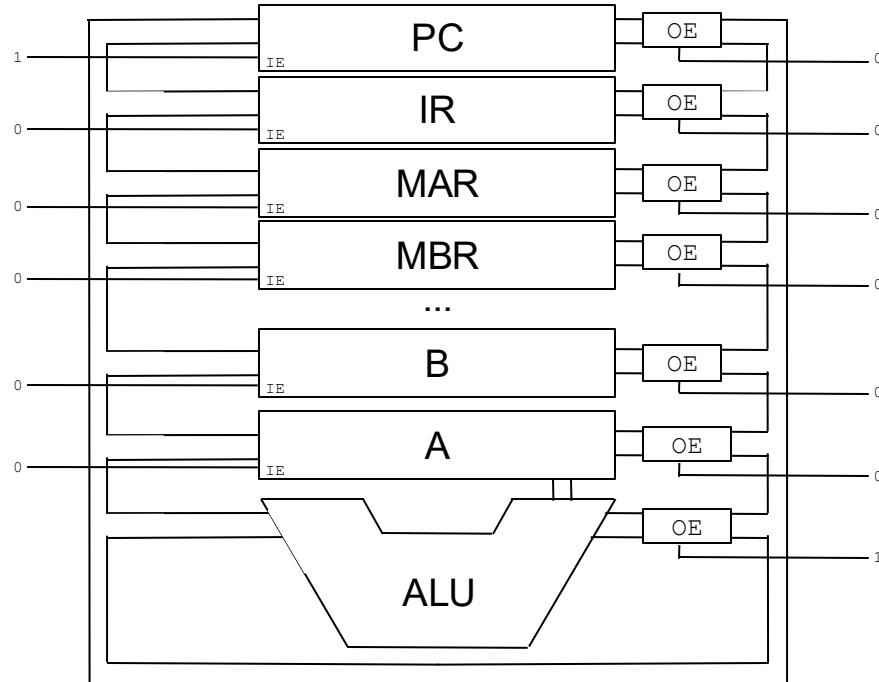 PC OE
1 IE 0
IR OE
0 IE 0
MAR OE
0 IE 0
MBR OE
0 IE 0
...
B OE
0 IE 0
A OE
0 IE 0
OE
ALU 1